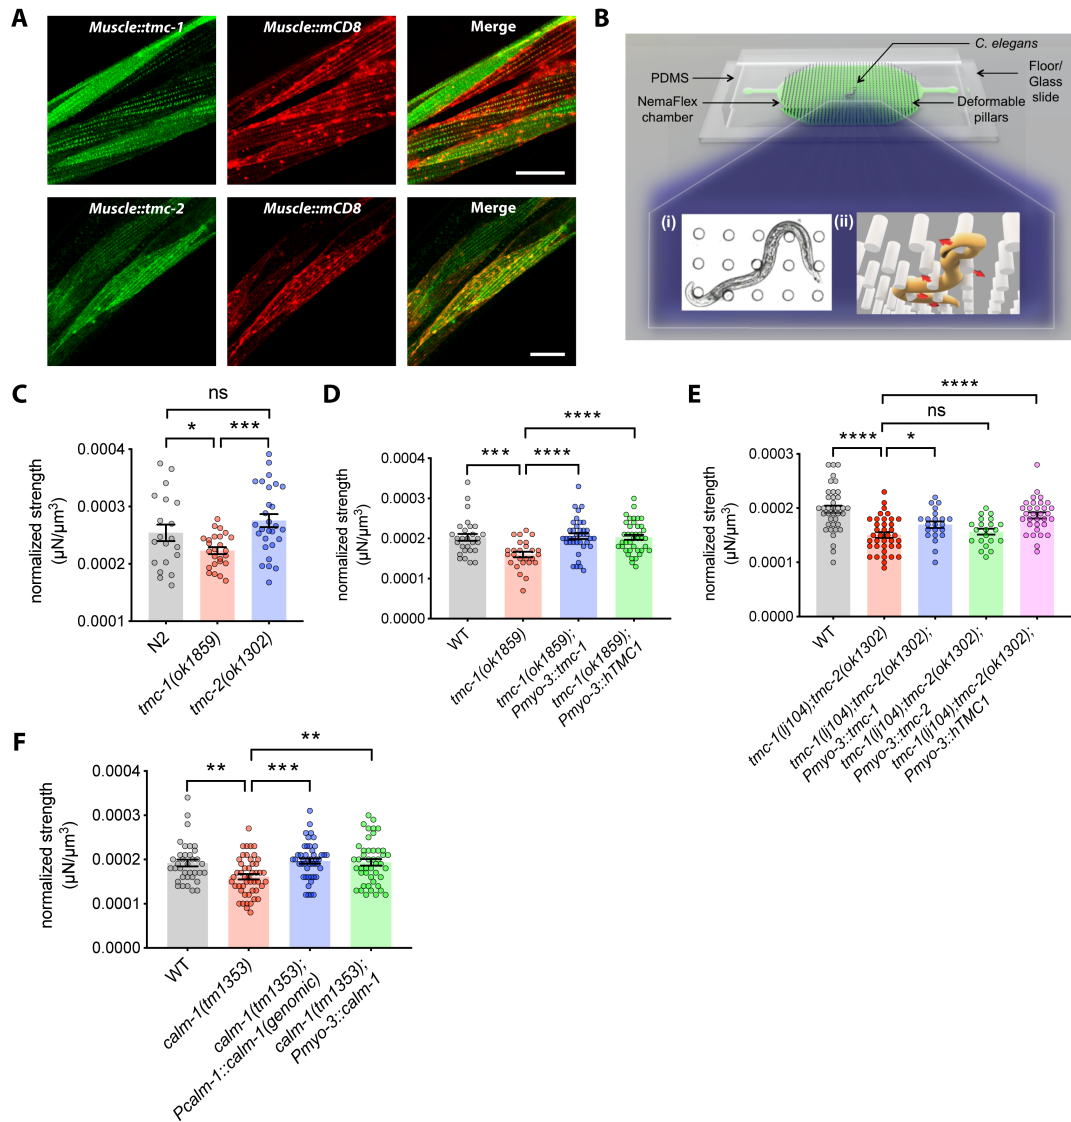 A
Muscle::tmc-1
Muscle::mCD8
Merge
Muscle::tmc-2
Muscle::mCD8
Merge
B
C. elegans
PDMS
Floor/
Glass
slide
NemaFlex
chamber
Deformable
pillars
(i)
(ii)
C
ns
*
***
0.0004
0.0003
0.0002
0.0001
normalized strength
(µN/µm³)
N2
tmc-1(ok1859)
tmc-2(ok1302)
D
****
***
****
0.0004
0.0003
0.0002
0.0001
0.0000
normalized strength
(µN/µm³)
WT
tmc-1(ok1859)
tmc-1(ok1859);
Pmyo-3::tmc-1
tmc-1(ok1859);
Pmyo-3::hTMC1
E
****
ns
****
*
0.0003
0.0002
0.0001
0.0000
normalized strength
(µN/µm³)
WT
tmc-1(lj104);tmc-2(ok1302)
tmc-1(lj104);tmc-2(ok1302);
Pmyo-3::tmc-1
tmc-1(lj104);tmc-2(ok1302);
Pmyo-3::tmc-2
tmc-1(lj104);tmc-2(ok1302);
Pmyo-3::hTMC1
F
**
**
***
0.0004
0.0003
0.0002
0.0001
0.0000
normalized strength
(µN/µm³)
WT
calm-1(tm1353)
calm-1(tm1353);
Pcalm-1::calm-1(genomic)
calm-1(tm1353);
Pmyo-3::calm-1